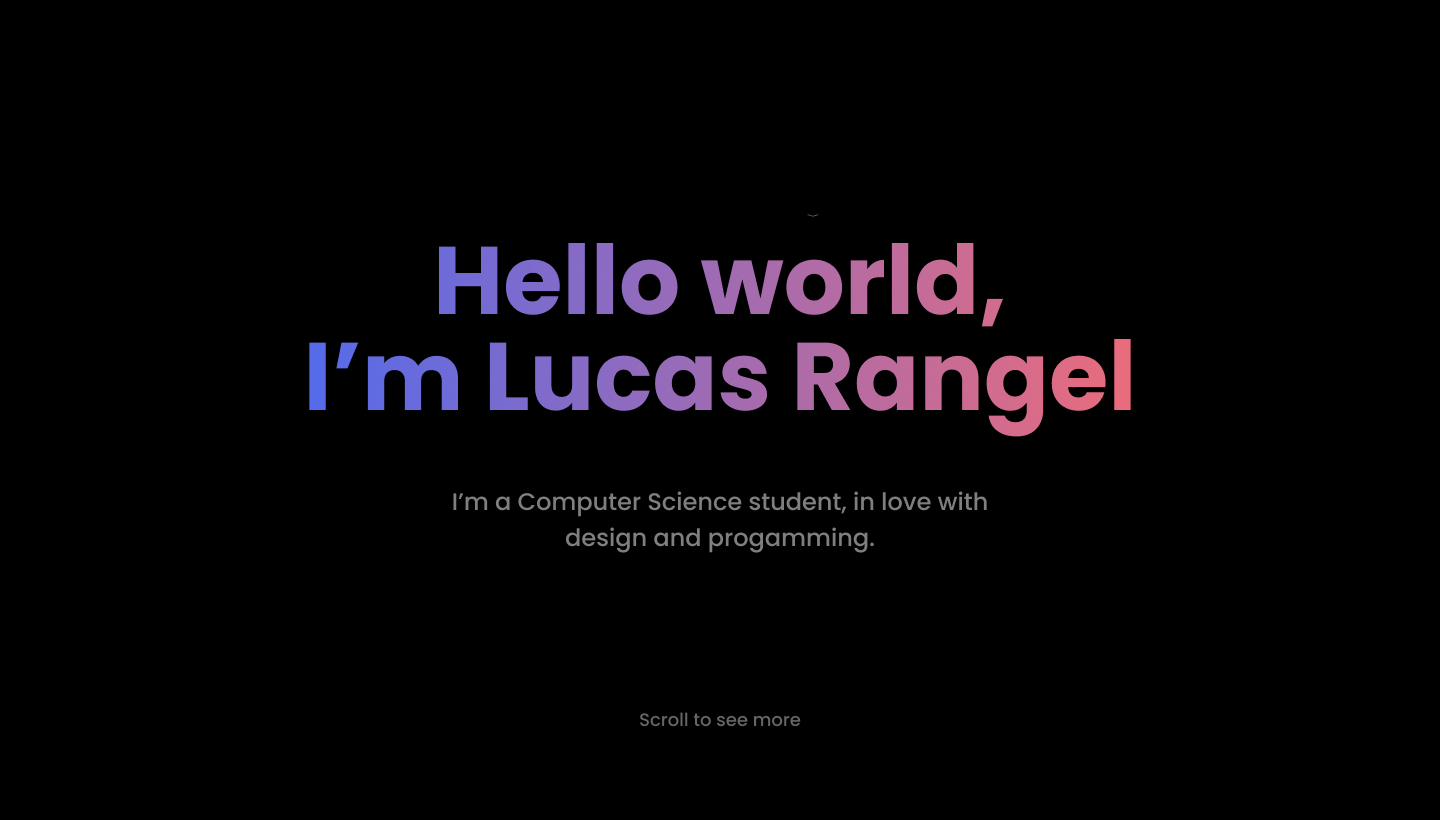 Hello world,
I’m Lucas Rangel
I’m a Computer Science student, in love with
design and progamming.
Scroll to see more